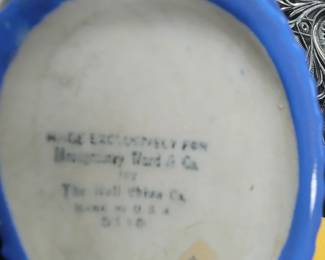 MADE EXCLUSIVELY FOR
Montgomery Ward & Co.
by
The Hall China Co.
MADE IN U.S.A.